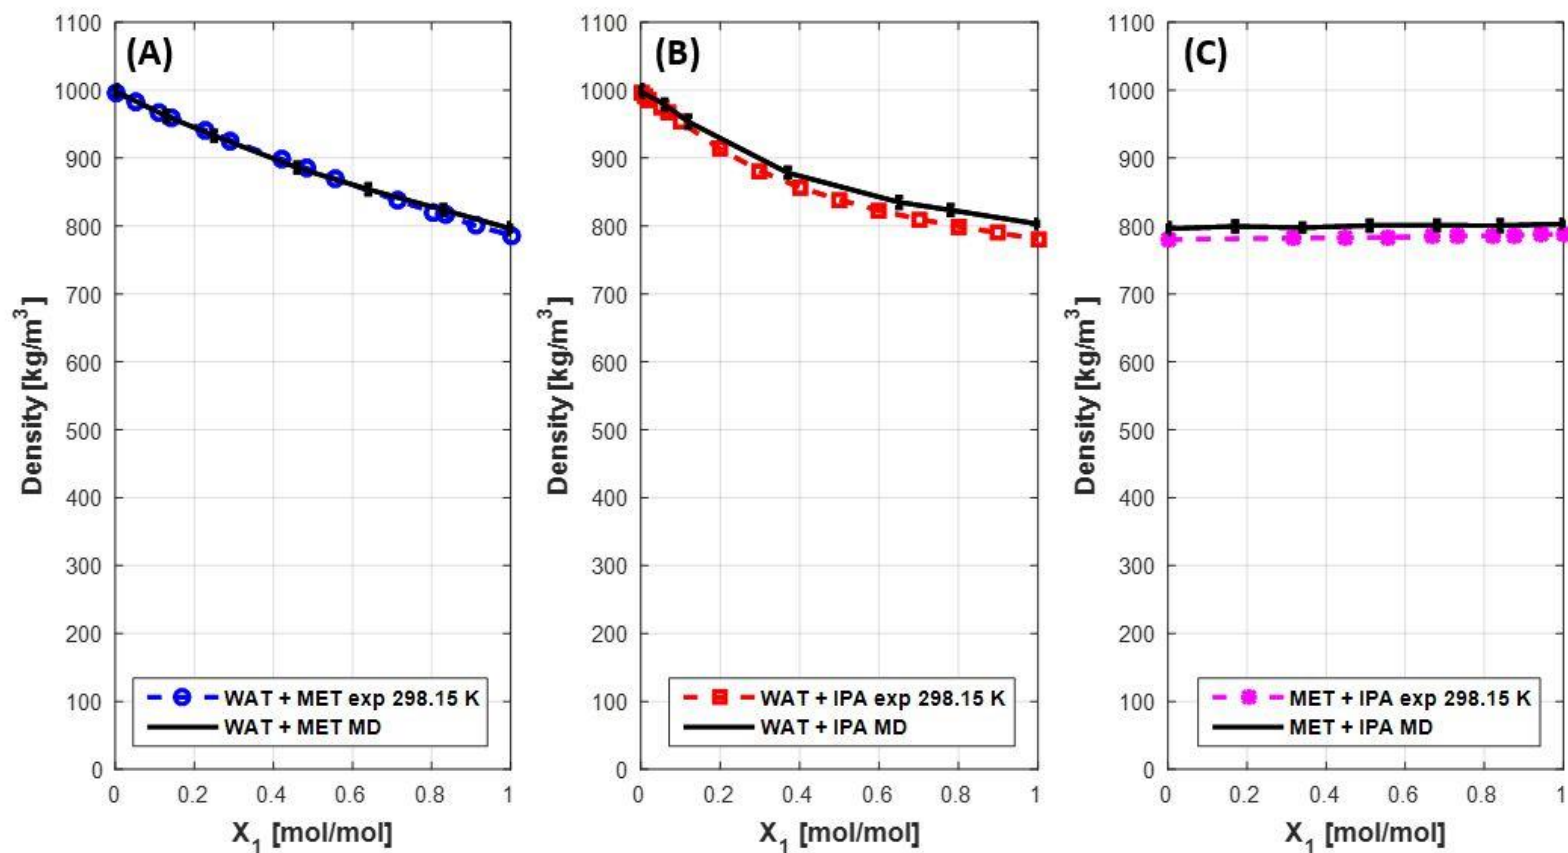 (A)
1100
1000
900
800
700
600
500
400
300
200
100
0
Density [kg/m³]
WAT + MET exp 298.15 K
WAT + MET MD
0 0.2 0.4 0.6 0.8 1
X₁ [mol/mol]
(B)
1100
1000
900
800
700
600
500
400
300
200
100
0
Density [kg/m³]
WAT + IPA exp 298.15 K
WAT + IPA MD
0 0.2 0.4 0.6 0.8 1
X₁ [mol/mol]
(C)
1100
1000
900
800
700
600
500
400
300
200
100
0
Density [kg/m³]
MET + IPA exp 298.15 K
MET + IPA MD
0 0.2 0.4 0.6 0.8 1
X₁ [mol/mol]